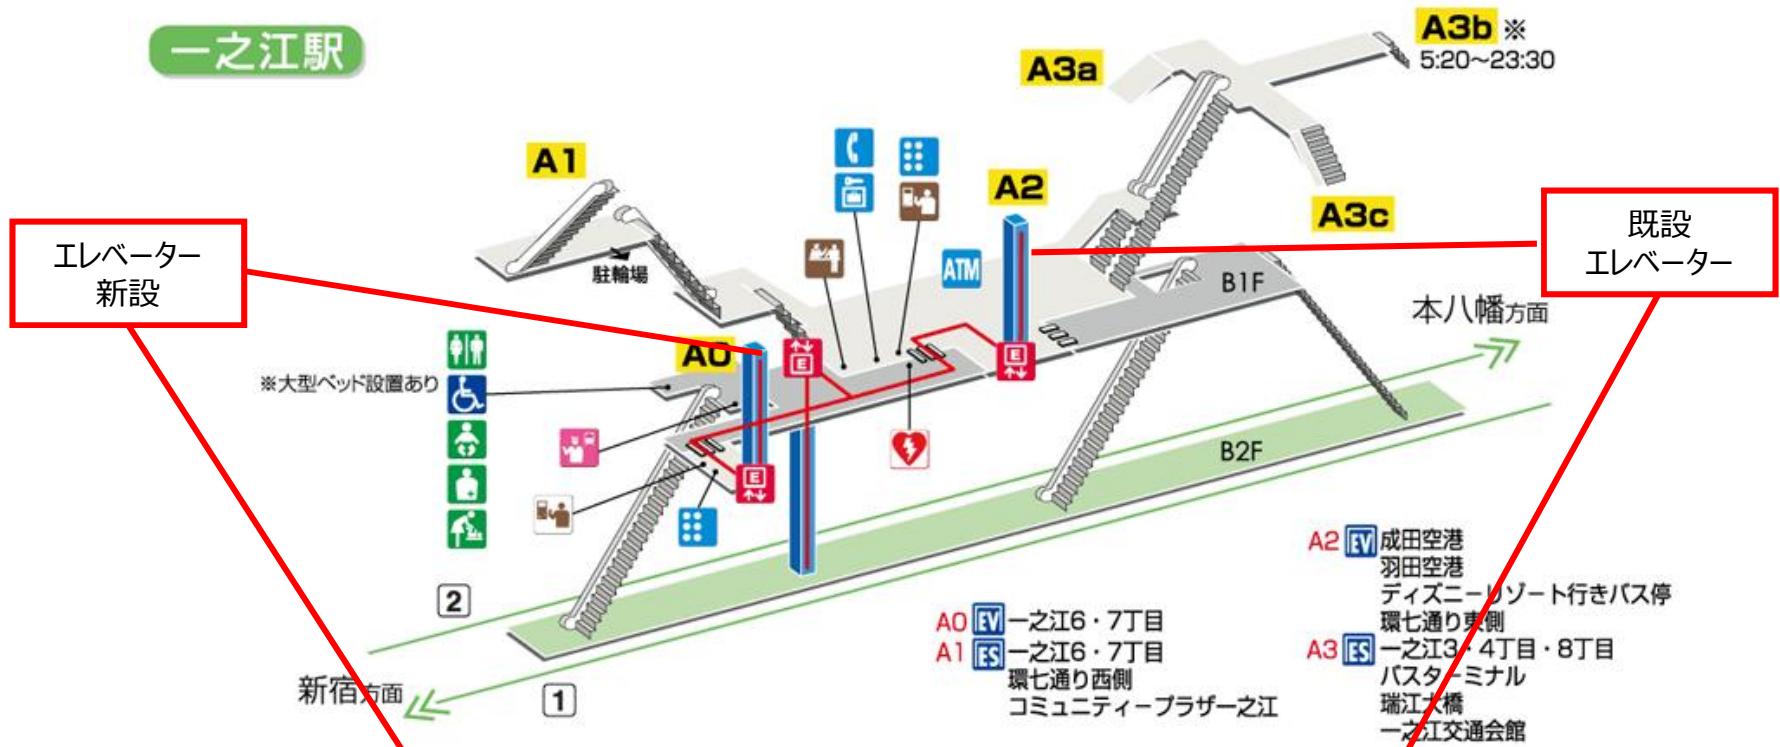 一之江駅
A3b ※
5:20～23:30
A3a
A1
A2
A3c
エレベーター
新設
既設
エレベーター
駐輪場
ATM
B1F
本八幡方面
A0
※大型ベッド設置あり
E
E
E
B2F
2
1
新宿方面
A0 EV 一之江6・7丁目
A1 ES 一之江6・7丁目
環七通り西側
コミュニティープラザ一之江
A2 EV 成田空港
羽田空港
ディズニーリゾート行きバス停
環七通り東側
A3 ES 一之江3・4丁目・8丁目
バスターミナル
瑞江大橋
一之江交通会館